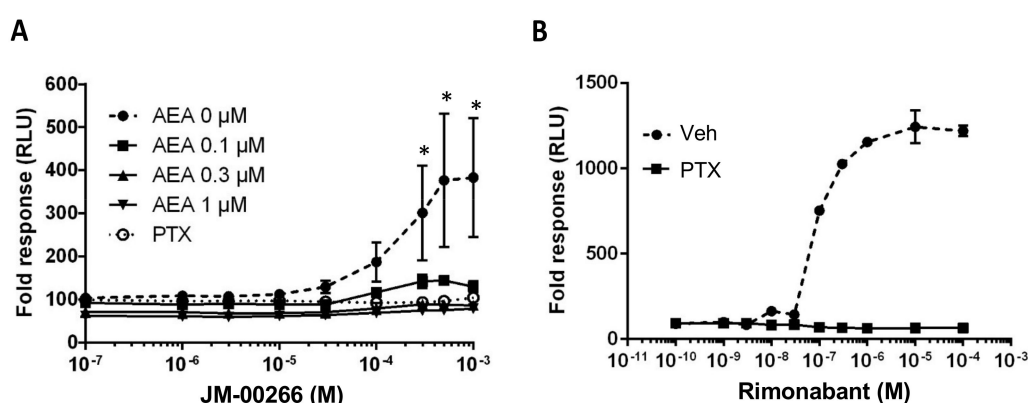 A
600
500
400
300
200
100
0
Fold response (RLU)
AEA 0 µM
AEA 0.1 µM
AEA 0.3 µM
AEA 1 µM
PTX
*
*
*
10-7
10-6
10-5
10-4
10-3
JM-00266 (M)
B
1500
1000
500
0
Fold response (RLU)
Veh
PTX
10-11
10-10
10-9
10-8
10-7
10-6
10-5
10-4
10-3
Rimonabant (M)